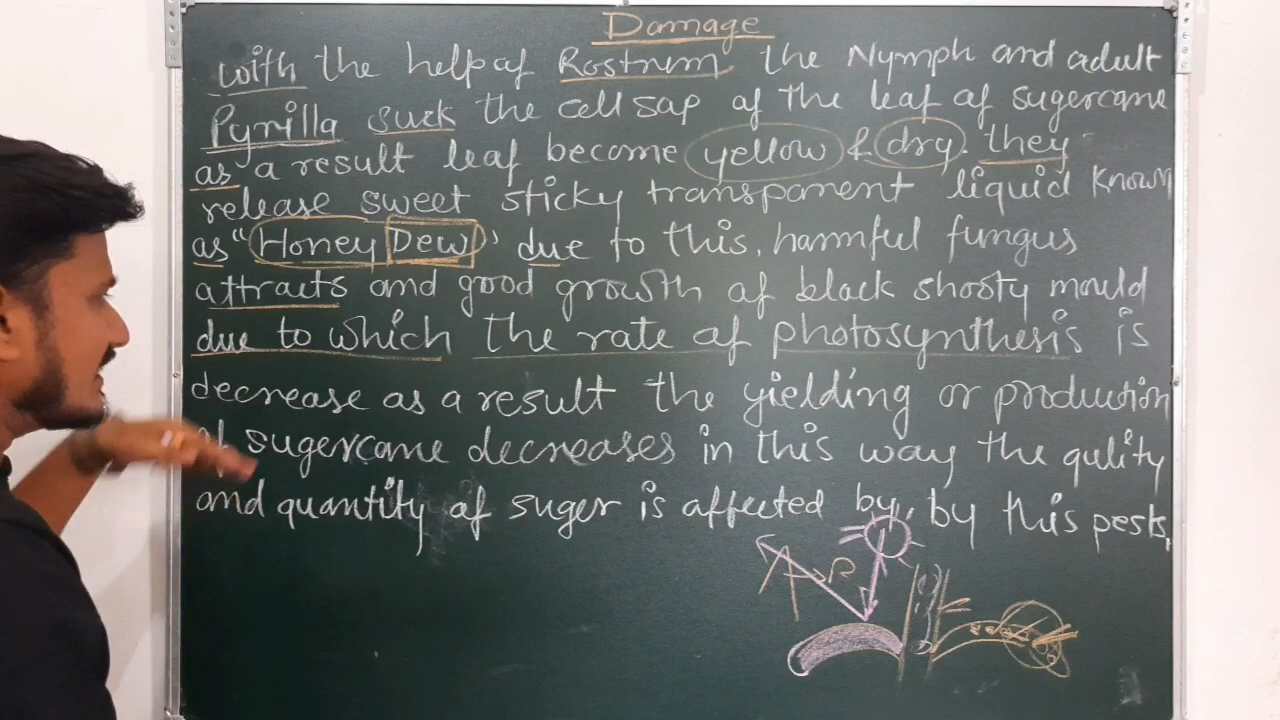 Damage
with the help of Rostrum the Nymph and adult
Pyrilla suck the cell sap of the leaf of sugercane
as a result leaf become yellow & dry. they
release sweet sticky transparent liquid known
as "Honey Dew" due to this, harmful fungus
attracts and good growth of black shooty mould
due to which the rate of photosynthesis is
decrease as a result the yielding or production
of sugercane decreases in this way the qulity
and quantity of suger is affected by, by this pests,